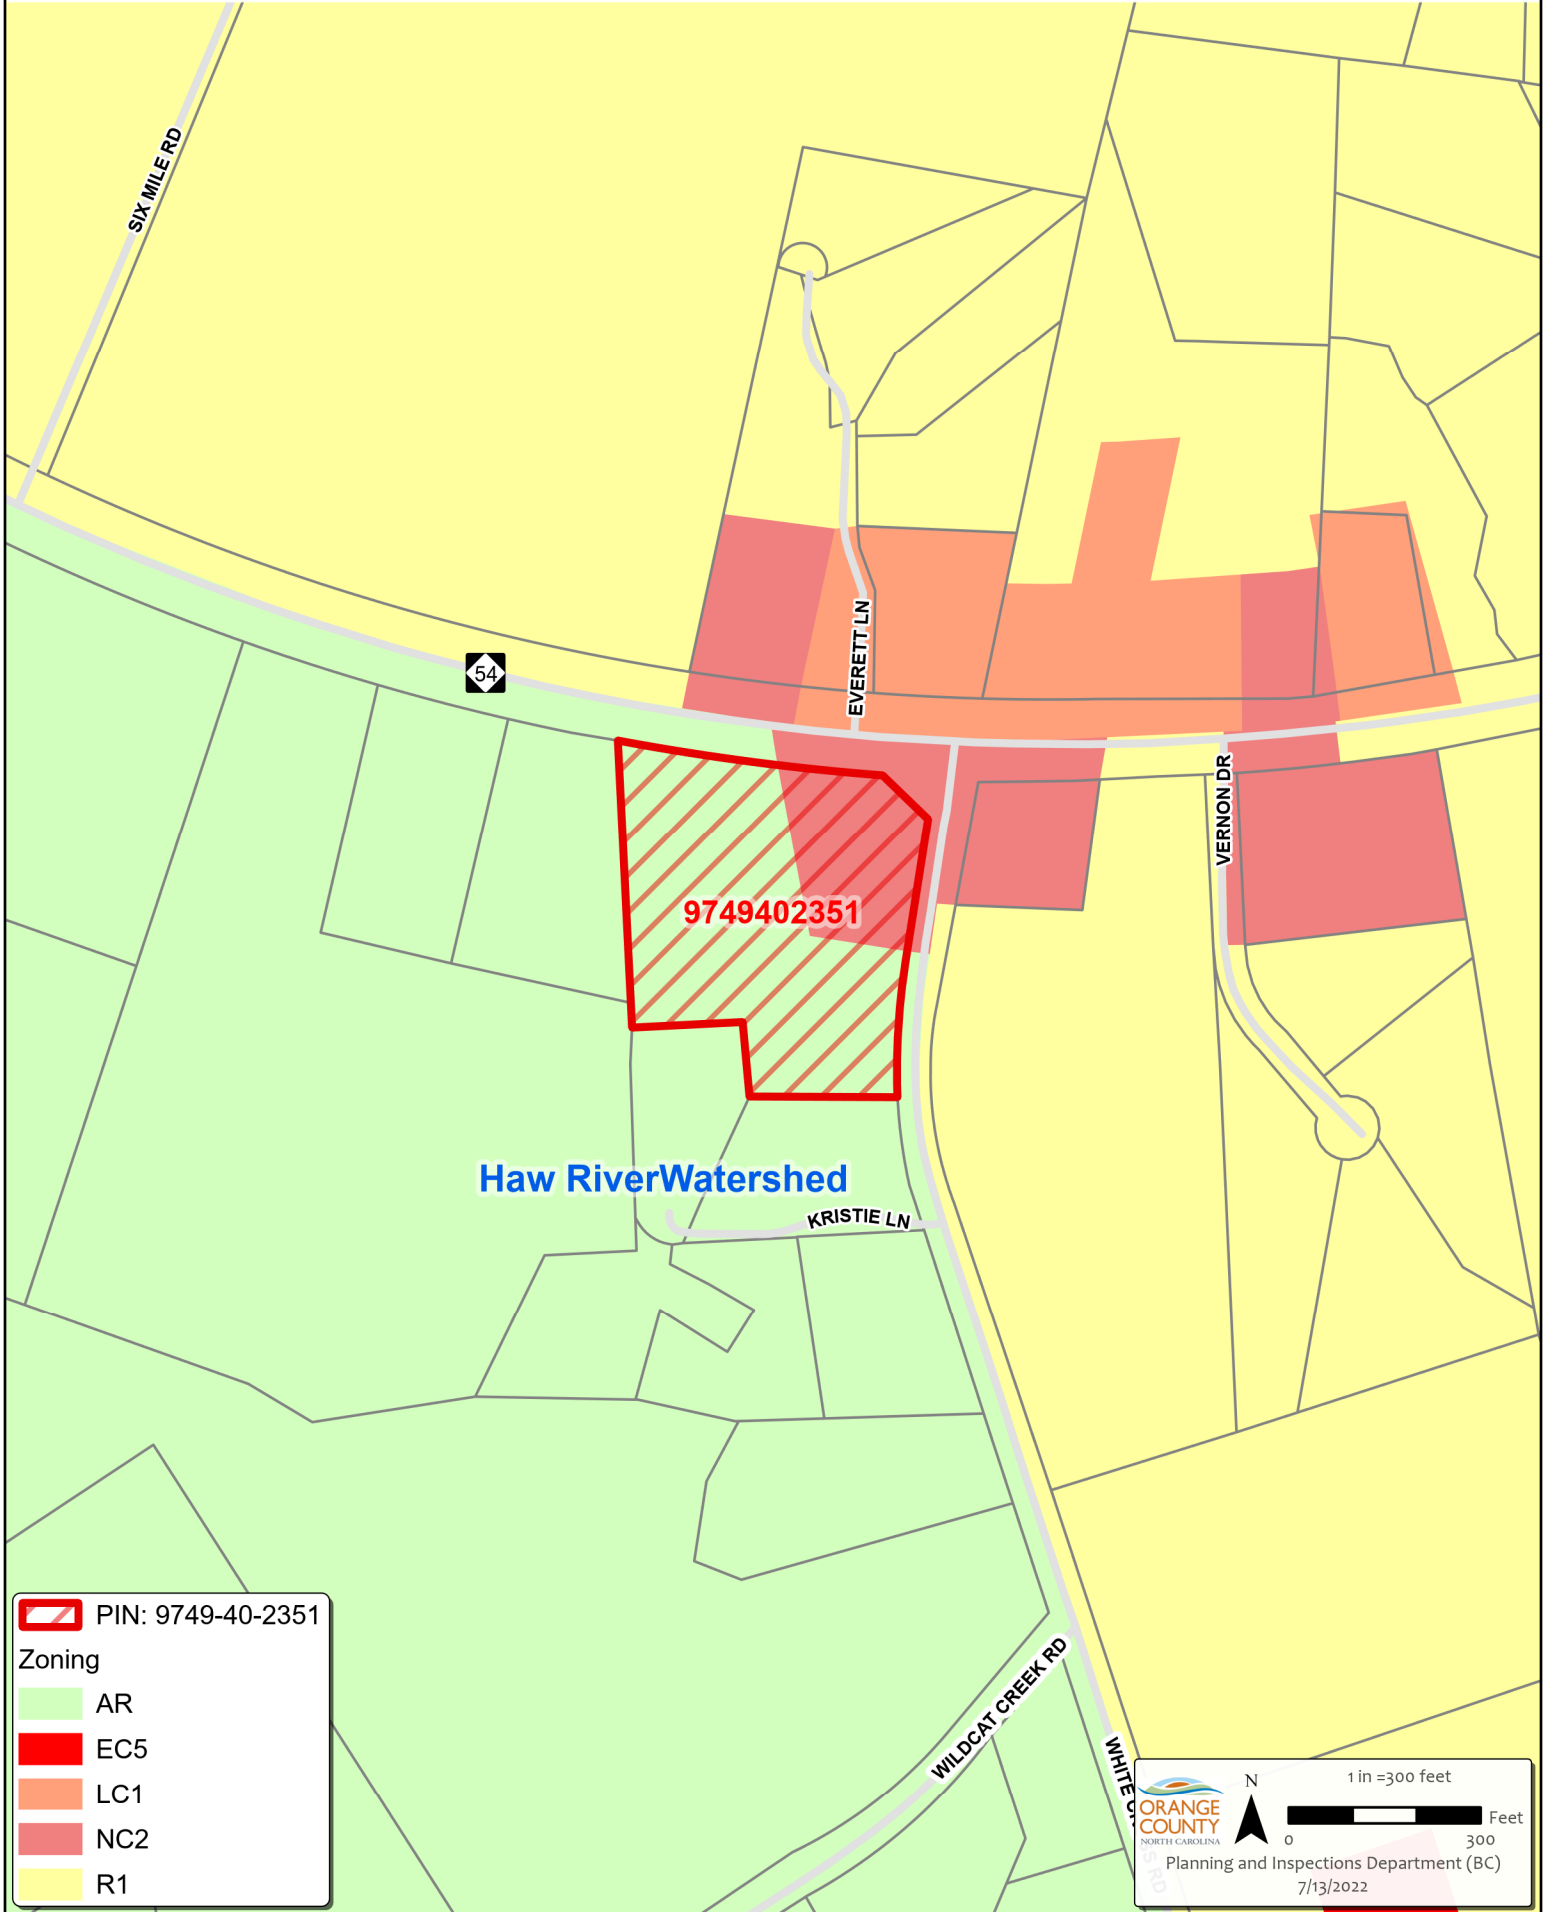 SIX MILE RD
54
EVERETT LN
VERNON DR
9749402351
Haw RiverWatershed
KRISTIE LN
WILDCAT CREEK RD
WHITE
RD
PIN: 9749-40-2351
Zoning
AR
EC5
LC1
NC2
R1
ORANGE
COUNTY
NORTH CAROLINA
N
1 in =300 feet
Feet
0 300
Planning and Inspections Department (BC)
7/13/2022